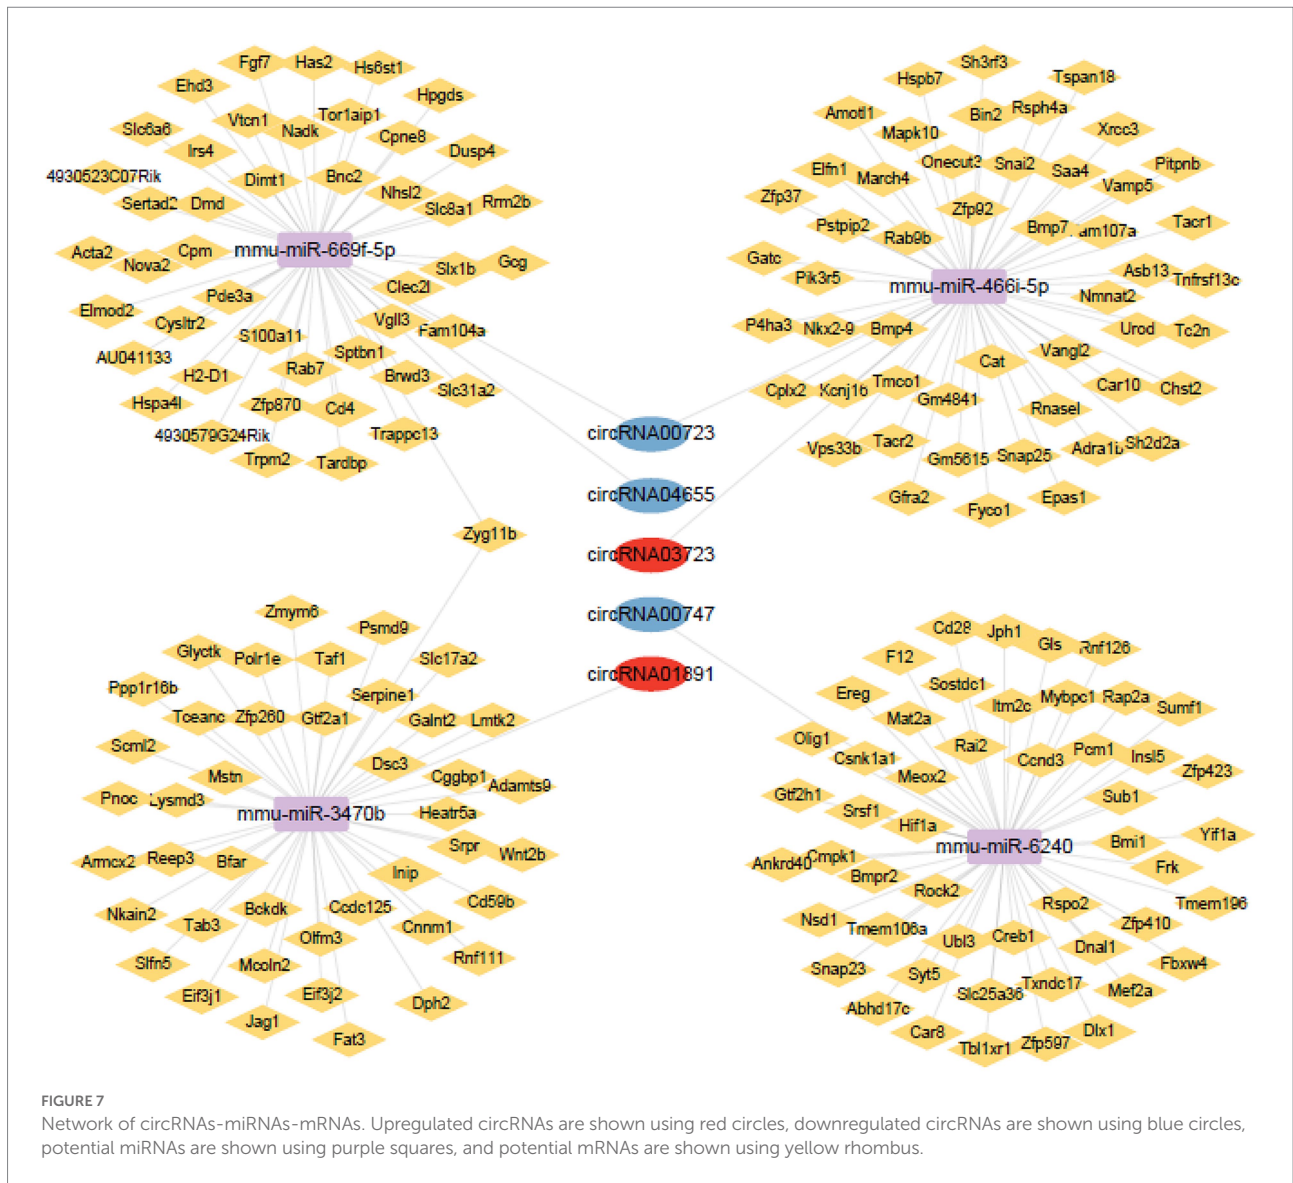 Fgf7
Has2
Hs6st1
Ehd3
Hpgds
Vtcn1
Nadk
Tor1aip1
Cpne8
Slc6a6
Irs4
Dusp4
4930523C07Rik
Dimt1
Bnc2
Nhsl2
Sertad2
Dmd
Slc8a1
Rrm2b
mmu-miR-669f-5p
Acta2
Nova2
Cpm
Slx1b
Gcg
Clec2l
Elmod2
Pde3a
Cysltr2
Vgll3
Fam104a
S100a11
AU041133
Sptbn1
H2-D1
Rab7
Brwd3
Slc31a2
Hspa4l
Zfp870
Cd4
4930579G24Rik
Trappc13
Trpm2
Tardbp
Sh3rf3
Hspb7
Tspan18
Amotl1
Bin2
Rsph4a
Mapk10
Xrcc3
Elfn1
March4
Onecut3
Snai2
Saa4
Pitpnb
Vamp5
Zfp37
Zfp92
Pstpip2
Rab9b
Bmp7
am107a
Tacr1
Gatc
Pik3r5
Asb13
Tnfrsf13c
mmu-miR-466i-5p
Nmnat2
P4ha3
Nkx2-9
Bmp4
Urod
Tc2n
Cat
Vangl2
Cplx2
Kcnj16
Tmco1
Gm4841
Car10
Chst2
Rnasel
Vps33b
Tacr2
Gm5615
Snap25
Adra1b
Sh2d2a
Gfra2
Fyco1
Epas1
circRNA00723
circRNA04655
circRNA03723
circRNA00747
circRNA01891
Zyg11b
Zmym6
Psmd9
Glyctk
Polr1e
Taf1
Slc17a2
Ppp1r16b
Serpine1
Tceanc
Zfp260
Gtf2a1
Galnt2
Lmtk2
Scml2
Dsc3
Mstn
Cggbp1
Adamts9
Pnoc
Lysmd3
mmu-miR-3470b
Heatr5a
Armcx2
Reep3
Bfar
Srpr
Wnt2b
Inip
Nkain2
Bckdk
Ccdc125
Cd59b
Tab3
Olfm3
Cnnm1
Slfn5
Mcoln2
Rnf111
Eif3j1
Eif3j2
Dph2
Jag1
Fat3
Cd28
Jph1
Gls
Rnf126
F12
Ereg
Sostdc1
Itm2c
Mybpc1
Rap2a
Sumf1
Mat2a
Olig1
Csnk1a1
Rai2
Ccnd3
Pcm1
Insl5
Zfp423
Meox2
Gtf2h1
Srsf1
Hif1a
Sub1
mmu-miR-6240
Bmi1
Yif1a
Ankrd40
Cmpk1
Bmpr2
Frk
Rock2
Rspo2
Tmem196
Nsd1
Tmem106a
Zfp410
Ubl3
Creb1
Dnal1
Snap23
Syt5
Fbxw4
Slc25a36
Txndc17
Mef2a
Abhd17c
Car8
Tbl1xr1
Zfp597
Dlx1
FIGURE 7
Network of circRNAs-miRNAs-mRNAs. Upregulated circRNAs are shown using red circles, downregulated circRNAs are shown using blue circles,
potential miRNAs are shown using purple squares, and potential mRNAs are shown using yellow rhombus.